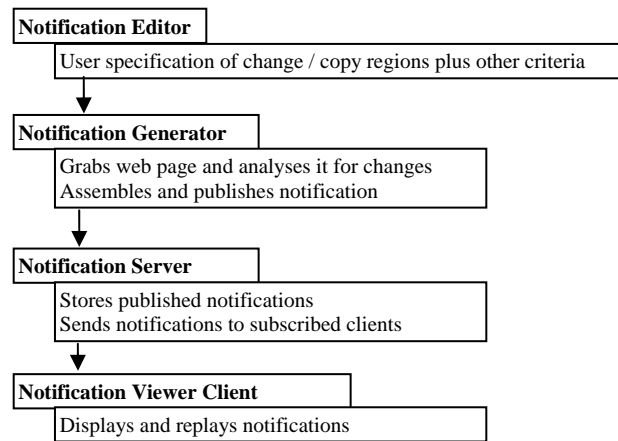 Notification Editor
User specification of change / copy regions plus other criteria
Notification Generator
Grabs web page and analyses it for changes
Assembles and publishes notification
Notification Server
Stores published notifications
Sends notifications to subscribed clients
Notification Viewer Client
Displays and replays notifications